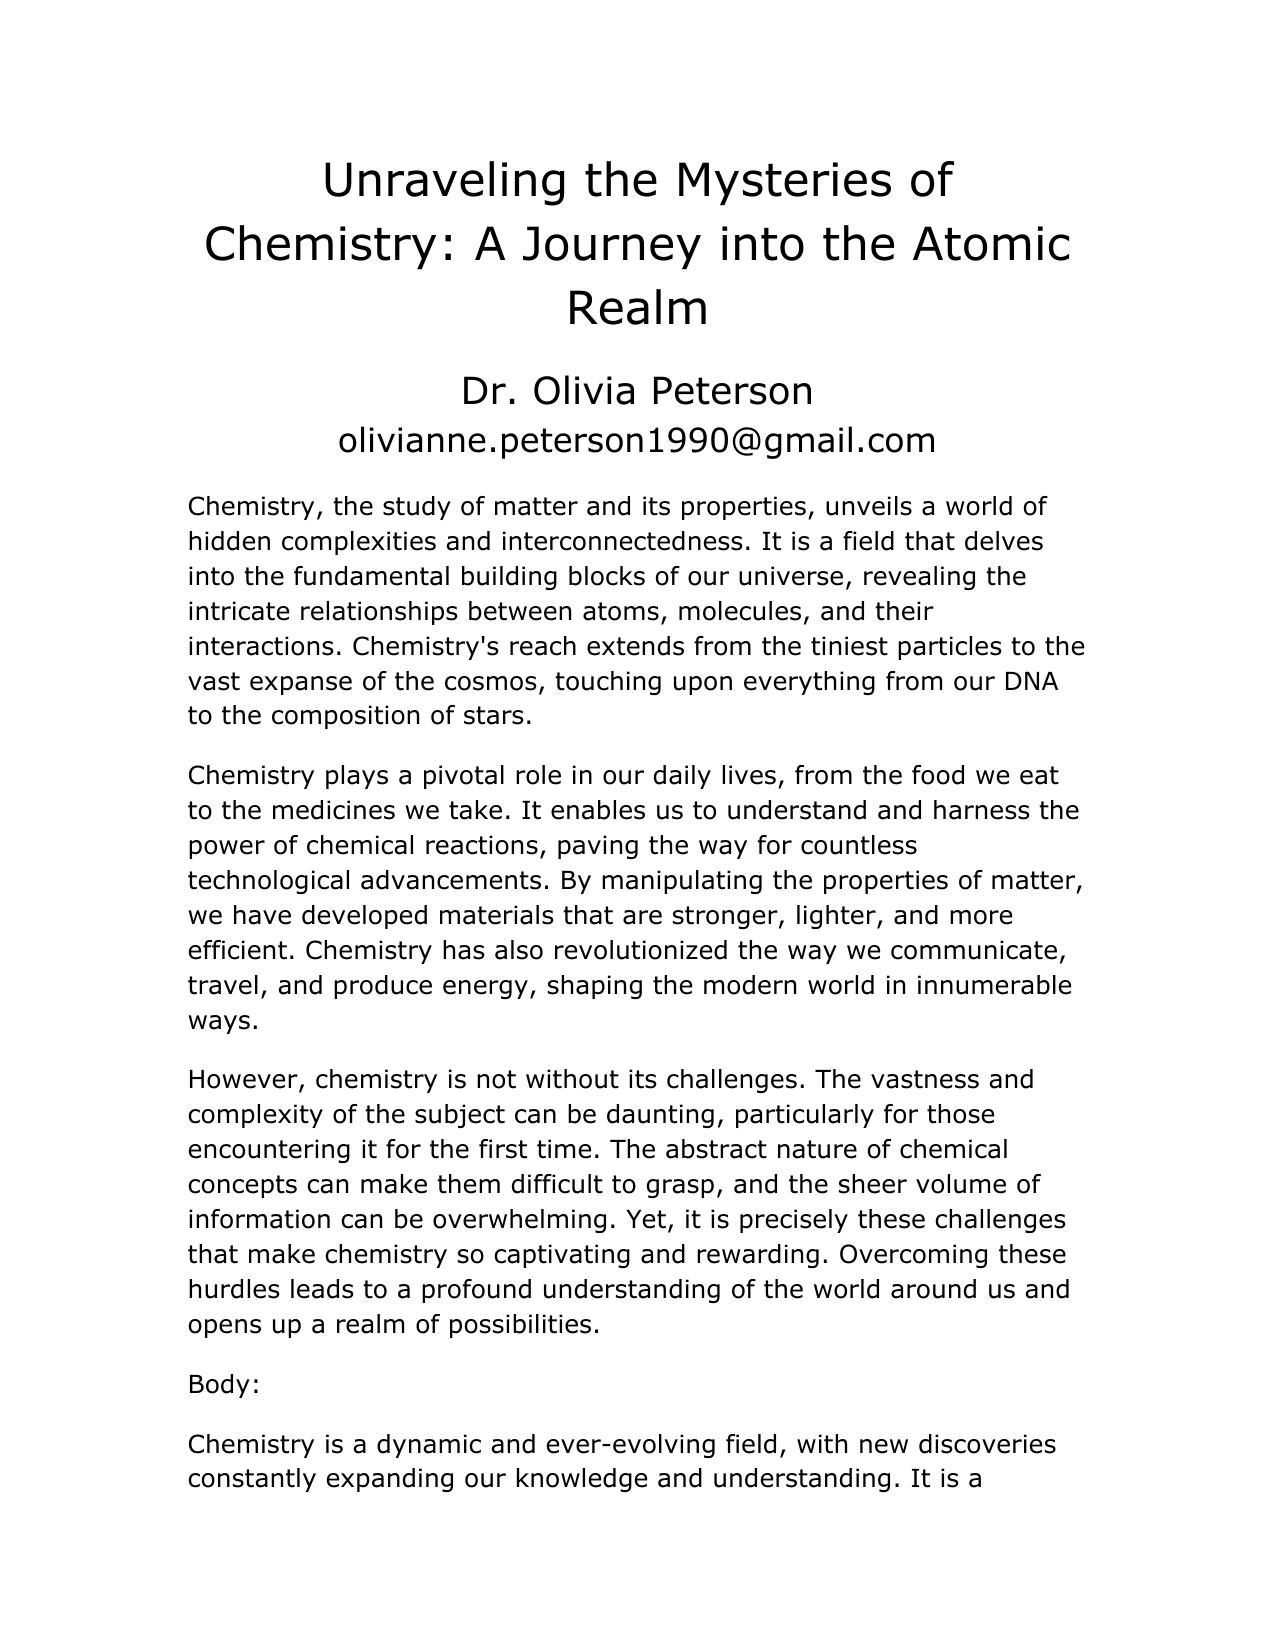 Unraveling the Mysteries of
Chemistry: A Journey into the Atomic
Realm
Dr. Olivia Peterson
olivianne.peterson1990@gmail.com
Chemistry, the study of matter and its properties, unveils a world of
hidden complexities and interconnectedness. It is a field that delves
into the fundamental building blocks of our universe, revealing the
intricate relationships between atoms, molecules, and their
interactions. Chemistry's reach extends from the tiniest particles to the
vast expanse of the cosmos, touching upon everything from our DNA
to the composition of stars.
Chemistry plays a pivotal role in our daily lives, from the food we eat
to the medicines we take. It enables us to understand and harness the
power of chemical reactions, paving the way for countless
technological advancements. By manipulating the properties of matter,
we have developed materials that are stronger, lighter, and more
efficient. Chemistry has also revolutionized the way we communicate,
travel, and produce energy, shaping the modern world in innumerable
ways.
However, chemistry is not without its challenges. The vastness and
complexity of the subject can be daunting, particularly for those
encountering it for the first time. The abstract nature of chemical
concepts can make them difficult to grasp, and the sheer volume of
information can be overwhelming. Yet, it is precisely these challenges
that make chemistry so captivating and rewarding. Overcoming these
hurdles leads to a profound understanding of the world around us and
opens up a realm of possibilities.
Body:
Chemistry is a dynamic and ever-evolving field, with new discoveries
constantly expanding our knowledge and understanding. It is a